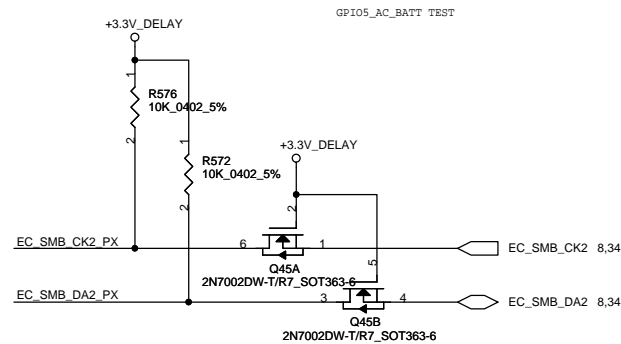 GPIO5_AC_BATT TEST
+3.3V_DELAY
1
R576
10K_0402_5%
2
1
R572
10K_0402_5%
2
+3.3V_DELAY
2
EC_SMB_CK2_PX
6
1
EC_SMB_CK2 8,34
Q45A
2N7002DW-T/R7_SOT363-6
5
EC_SMB_DA2_PX
3
4
EC_SMB_DA2 8,34
Q45B
2N7002DW-T/R7_SOT363-6